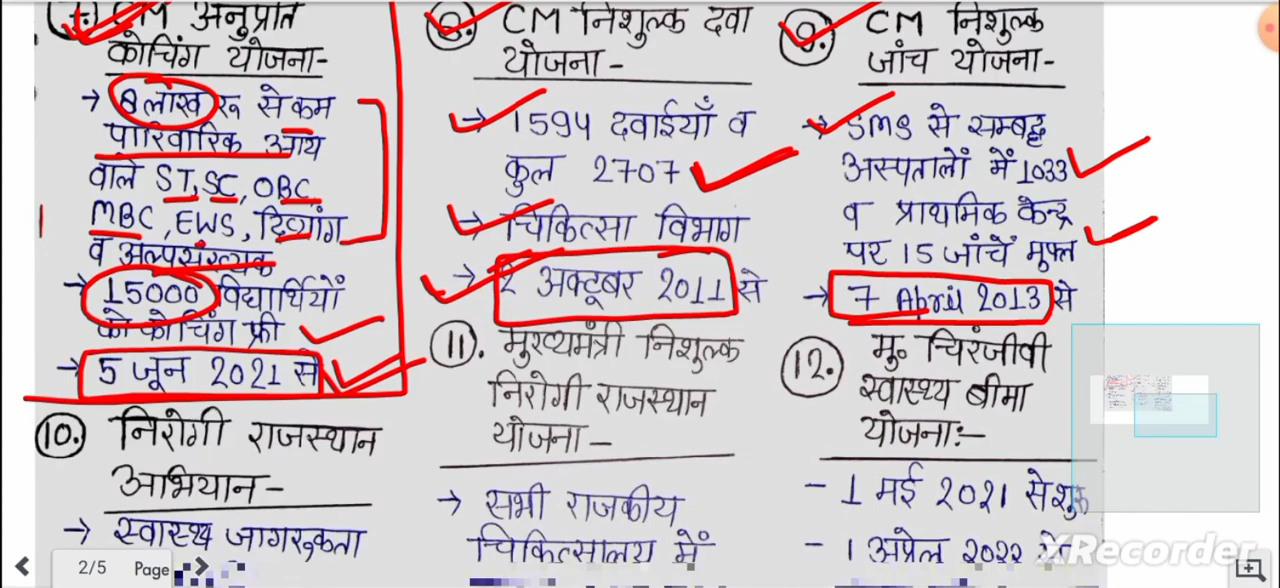 CM अनुप्रति
कोचिंग योजना-
→ 8 लाख रू से कम
पारिवारिक आय
वाले ST, SC, OBC,
MBC, EWS, दिव्यांग
व अल्पसंख्यक
→ 15000 विद्यार्थियों
को कोचिंग फ्री
→ 5 जून 2021 से
10. निरोगी राजस्थान
अभियान-
→ स्वास्थ्य जागरूकता
8. CM निशुल्क दवा
योजना-
→ 1594 दवाईयाँ व
कुल 2707
→ चिकित्सा विभाग
→ 2 अक्टूबर 2011 से
11. मुख्यमंत्री निशुल्क
निरोगी राजस्थान
योजना-
→ सभी राजकीय
चिकित्सालय में
9. CM निशुल्क
जाँच योजना-
→ SMS से सम्बद्ध
अस्पतालों में 1033
व प्राथमिक केन्द्र
पर 15 जाँचें मुफ्त
→ 7 April 2013 से
12. मु॰ चिरंजीवी
स्वास्थ्य बीमा
योजना:-
- 1 मई 2021 से शुरू
- 1 अप्रैल 2022 से
2/5 Page
XRecorder